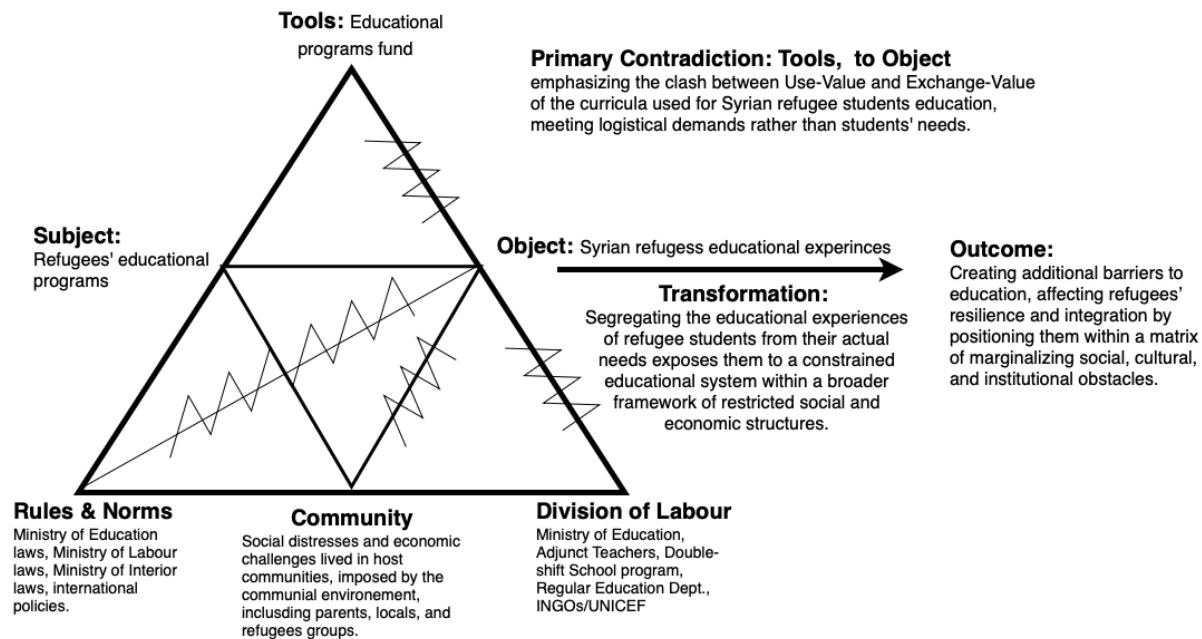 Tools: Educational
programs fund
Primary Contradiction: Tools,  to Object
emphasizing the clash between Use-Value and Exchange-Value
of the curricula used for Syrian refugee students education,
meeting logistical demands rather than students' needs.
Subject:
Refugees' educational
programs
Object: Syrian refugess educational experinces
Transformation:
Segregating the educational experiences
of refugee students from their actual
needs exposes them to a constrained
educational system within a broader
framework of restricted social and
economic structures.
Outcome:
Creating additional barriers to
education, affecting refugees’
resilience and integration by
positioning them within a matrix
of marginalizing social, cultural,
and institutional obstacles.
Rules & Norms
Ministry of Education
laws, Ministry of Labour
laws, Ministry of Interior
laws, international
policies.
Community
Social distresses and economic
challenges lived in host
communities, imposed by the
communial environement,
including parents, locals, and
refugees groups.
Division of Labour
Ministry of Education,
Adjunct Teachers, Double-
shift School program,
Regular Education Dept.,
INGOs/UNICEF